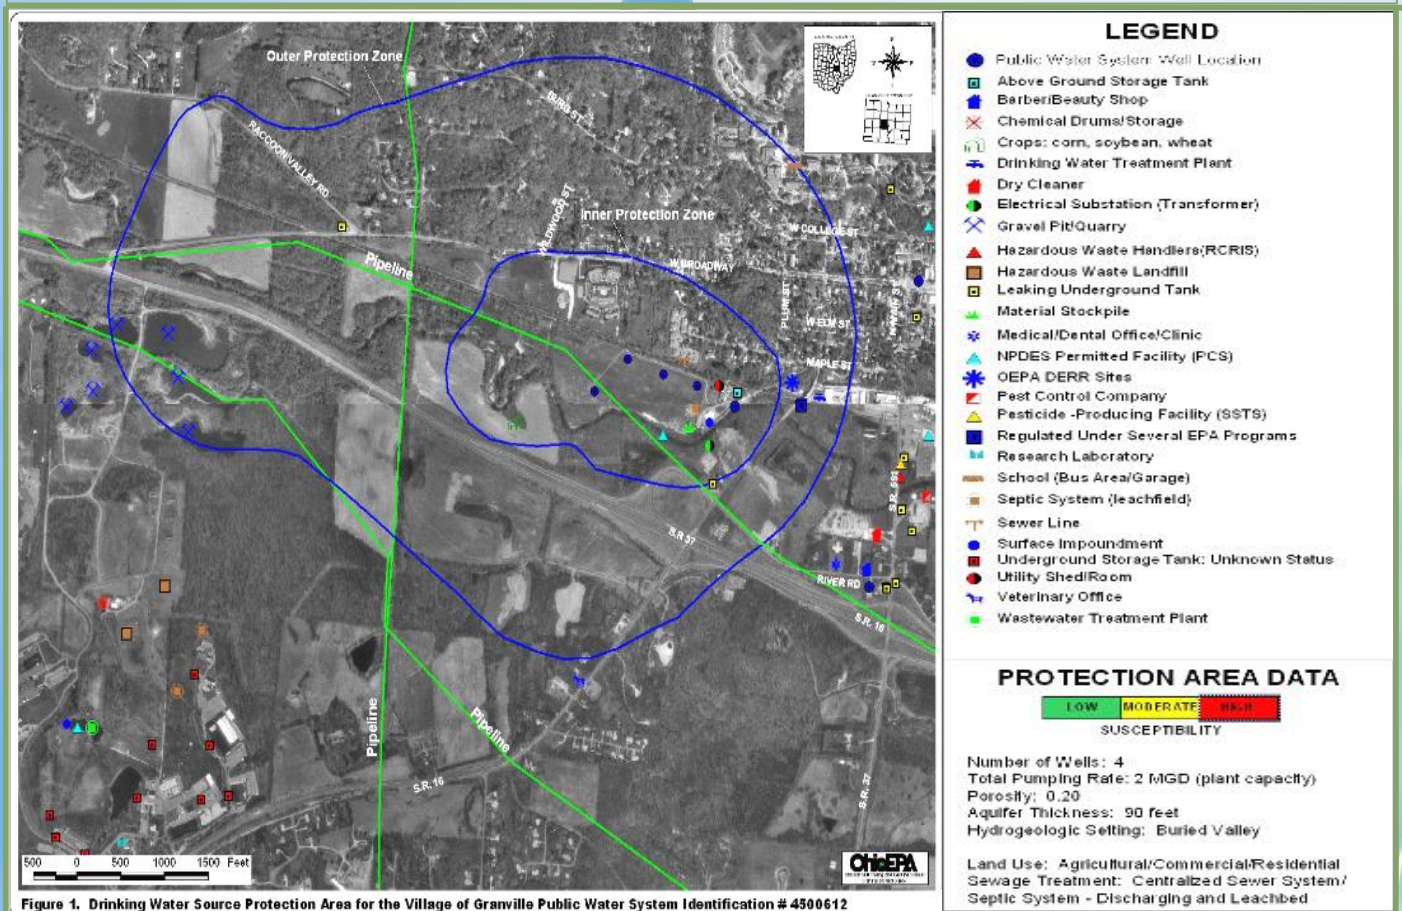 Outer Protection Zone
BURG ST.
RACCOON VALLEY RD
WILDWOOD ST
Inner Protection Zone
W COLLEGE ST
W BROADWAY
Pipeline
PLUM ST
N MAIN ST
W ELM ST
MAPLE ST
S.R. 661
S.R 37
RIVER RD
S.R. 16
Pipeline
Pipeline
S.R. 16
S.R. 37
500 0 500 1000 1500 Feet
OhioEPA
Figure 1. Drinking Water Source Protection Area for the Village of Granville Public Water System Identification # 4500612
LEGEND
Public Water System Well Location
Above Ground Storage Tank
Barber/Beauty Shop
Chemical Drums/Storage
Crops: corn, soybean, wheat
Drinking Water Treatment Plant
Dry Cleaner
Electrical Substation (Transformer)
Gravel Pit/Quarry
Hazardous Waste Handlers(RCRIS)
Hazardous Waste Landfill
Leaking Underground Tank
Material Stockpile
Medical/Dental Office/Clinic
NPDES Permitted Facility (PCS)
OEPA DERR Sites
Pest Control Company
Pesticide -Producing Facility (SSTS)
Regulated Under Several EPA Programs
Research Laboratory
School (Bus Area/Garage)
Septic System (leachfield)
Sewer Line
Surface Impoundment
Underground Storage Tank: Unknown Status
Utility Shed/Room
Veterinary Office
Wastewater Treatment Plant
PROTECTION AREA DATA
LOW MODERATE HIGH
SUSCEPTIBILITY
Number of Wells: 4
Total Pumping Rate: 2 MGD (plant capacity)
Porosity: 0.20
Aquifer Thickness: 90 feet
Hydrogeologic Setting: Buried Valley
Land Use: Agricultural/Commercial/Residential
Sewage Treatment: Centralized Sewer System/
Septic System - Discharging and Leachbed